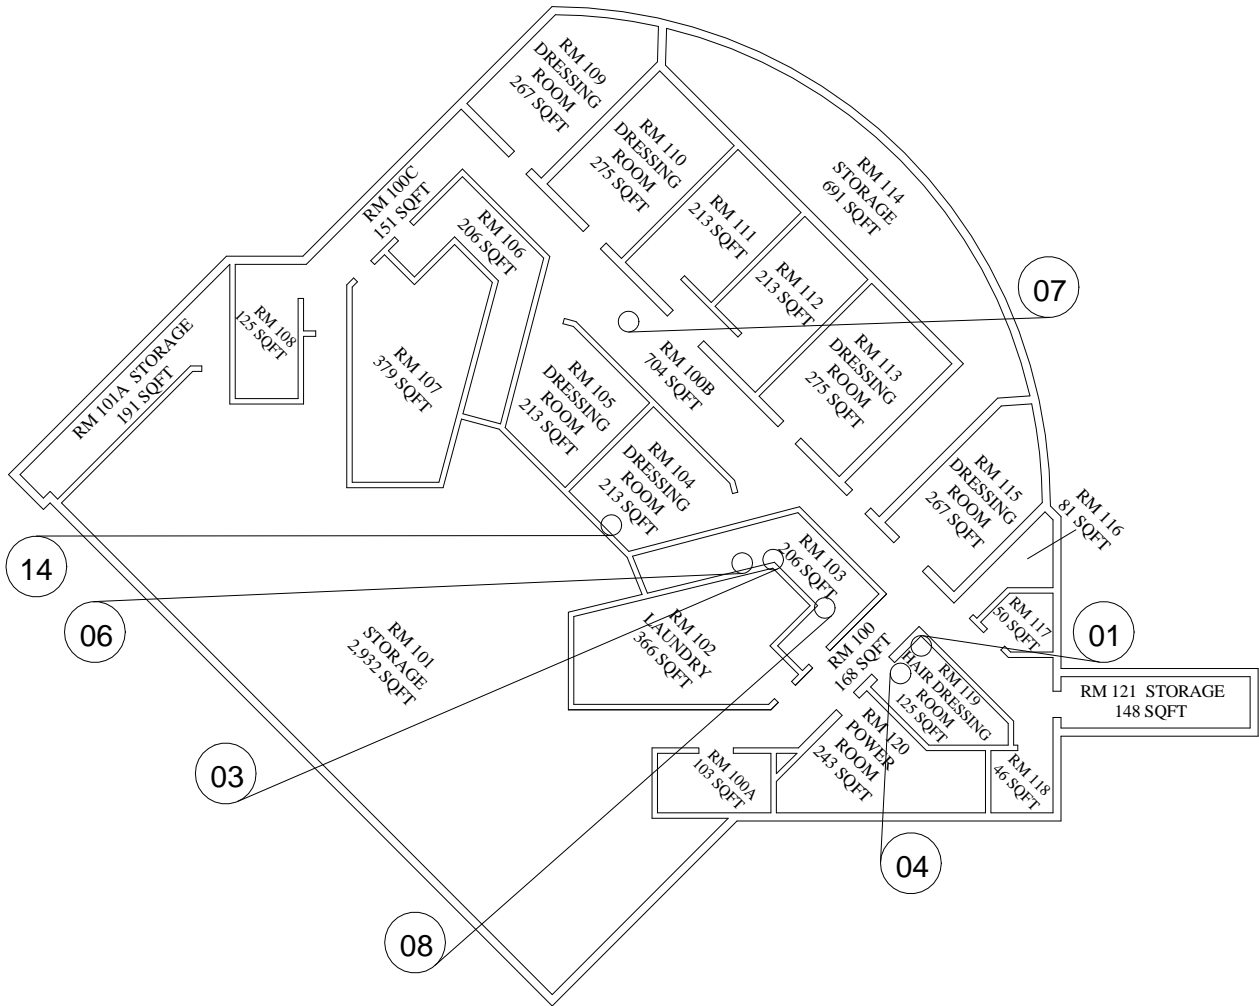 RM 109
DRESSING
ROOM
267 SQFT
RM 110
DRESSING
ROOM
275 SQFT
RM 114
STORAGE
691 SQFT
RM 100C
151 SQFT
RM 106
206 SQFT
RM 111
213 SQFT
RM 112
213 SQFT
07
RM 108
125 SQFT
RM 101A STORAGE
191 SQFT
RM 107
379 SQFT
RM 100B
704 SQFT
RM 113
DRESSING
ROOM
275 SQFT
RM 105
DRESSING
ROOM
213 SQFT
RM 104
DRESSING
ROOM
213 SQFT
RM 115
DRESSING
ROOM
267 SQFT
RM 116
81 SQFT
14
06
RM 103
206 SQFT
RM 101
STORAGE
2,932 SQFT
RM 102
LAUNDRY
366 SQFT
RM 100
168 SQFT
RM 117
50 SQFT
01
RM 119
HAIR DRESSING
ROOM
125 SQFT
RM 121 STORAGE
148 SQFT
RM 120
POWER
ROOM
243 SQFT
RM 100A
103 SQFT
RM 118
46 SQFT
03
04
08